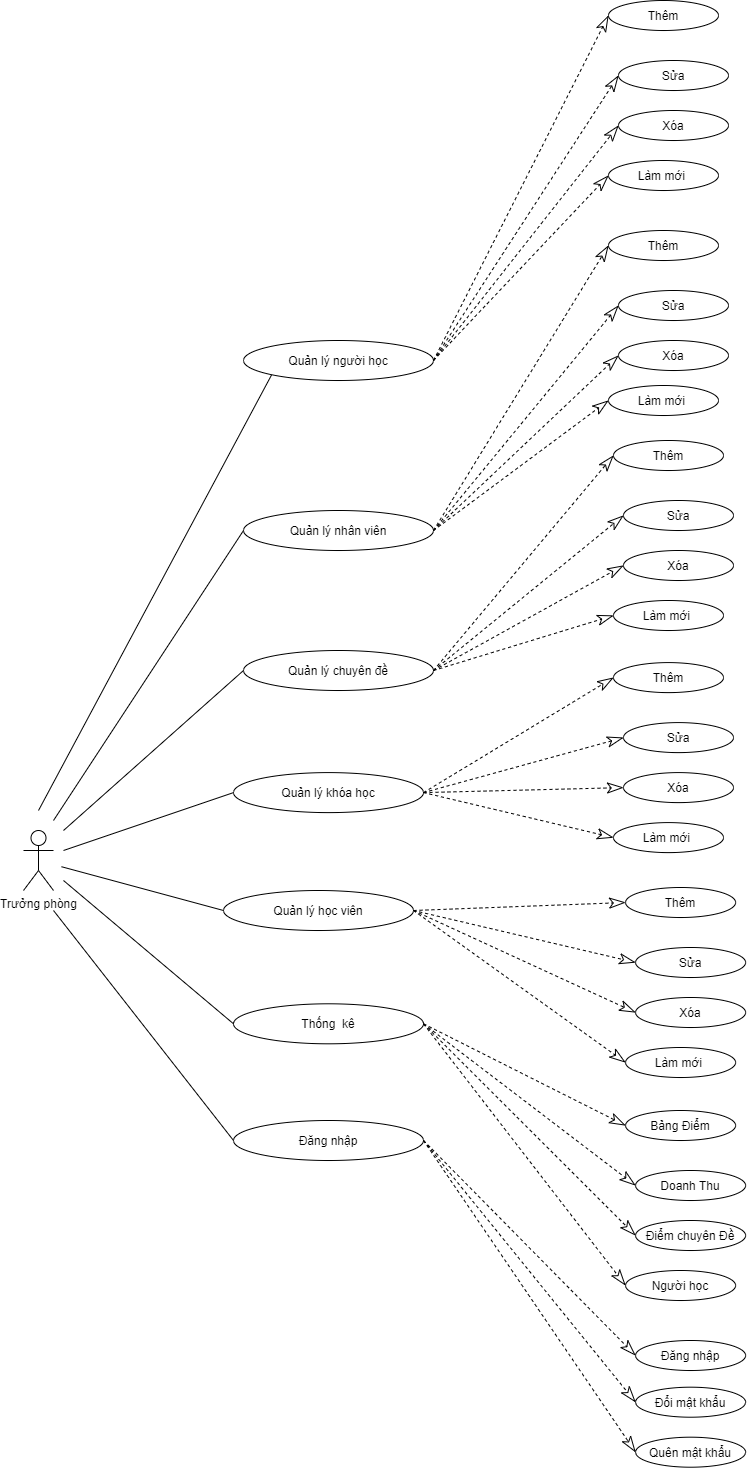 Thêm
Sửa
Xóa
Làm mới
Thêm
Sửa
Quản lý người học
Xóa
Làm mới
Thêm
Sửa
Quản lý nhân viên
Xóa
Làm mới
Quản lý chuyên đề
Thêm
Sửa
Xóa
Quản lý khóa học
Làm mới
Trưởng phòng
Thêm
Quản lý học viên
Sửa
Xóa
Thống kê
Làm mới
Bảng Điểm
Đăng nhập
Doanh Thu
Điểm chuyên Đề
Người học
Đăng nhập
Đổi mật khẩu
Quên mật khẩu